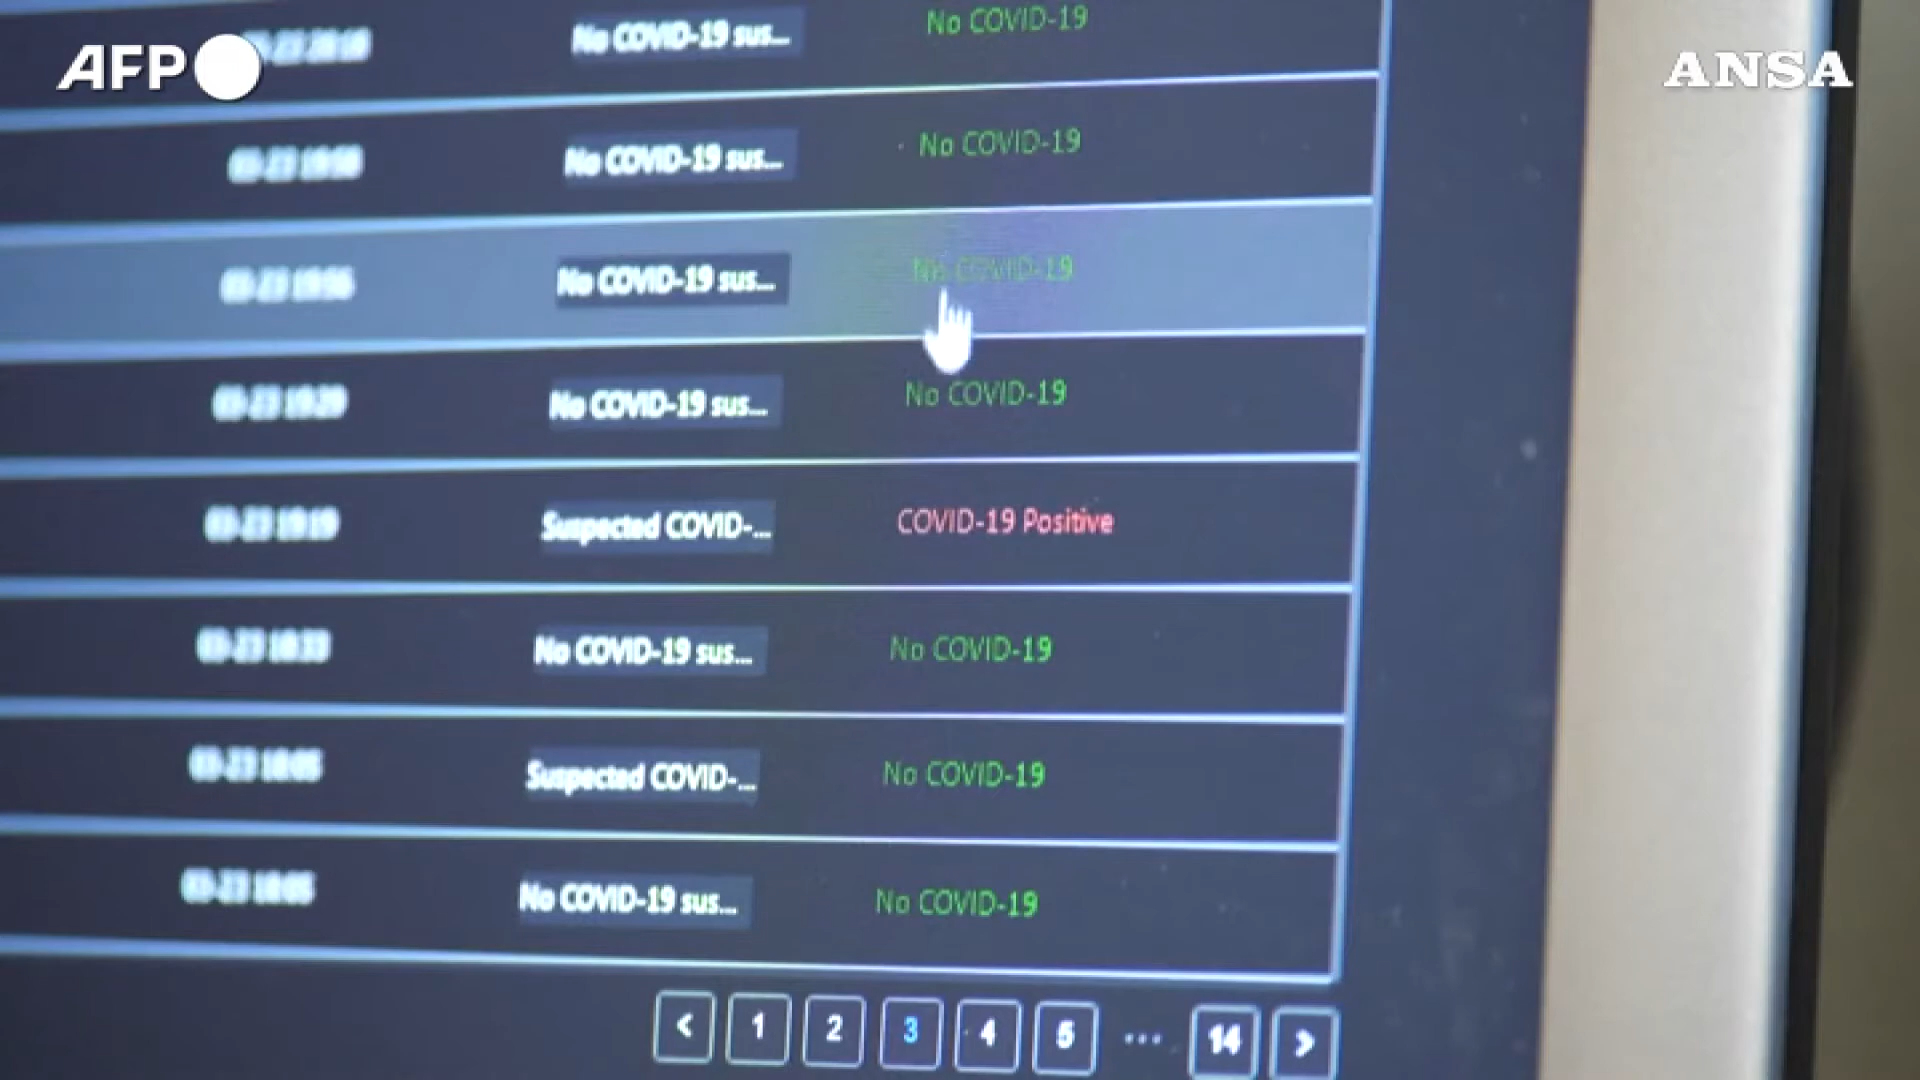 AFP
ANSA
No COVID-19 sus... No COVID-19
No COVID-19 sus... No COVID-19
No COVID-19 sus... No COVID-19
No COVID-19 sus... No COVID-19
Suspected COVID-... COVID-19 Positive
No COVID-19 sus... No COVID-19
Suspected COVID-... No COVID-19
No COVID-19 sus... No COVID-19
< 1 2 3 4 5 ... 14 >